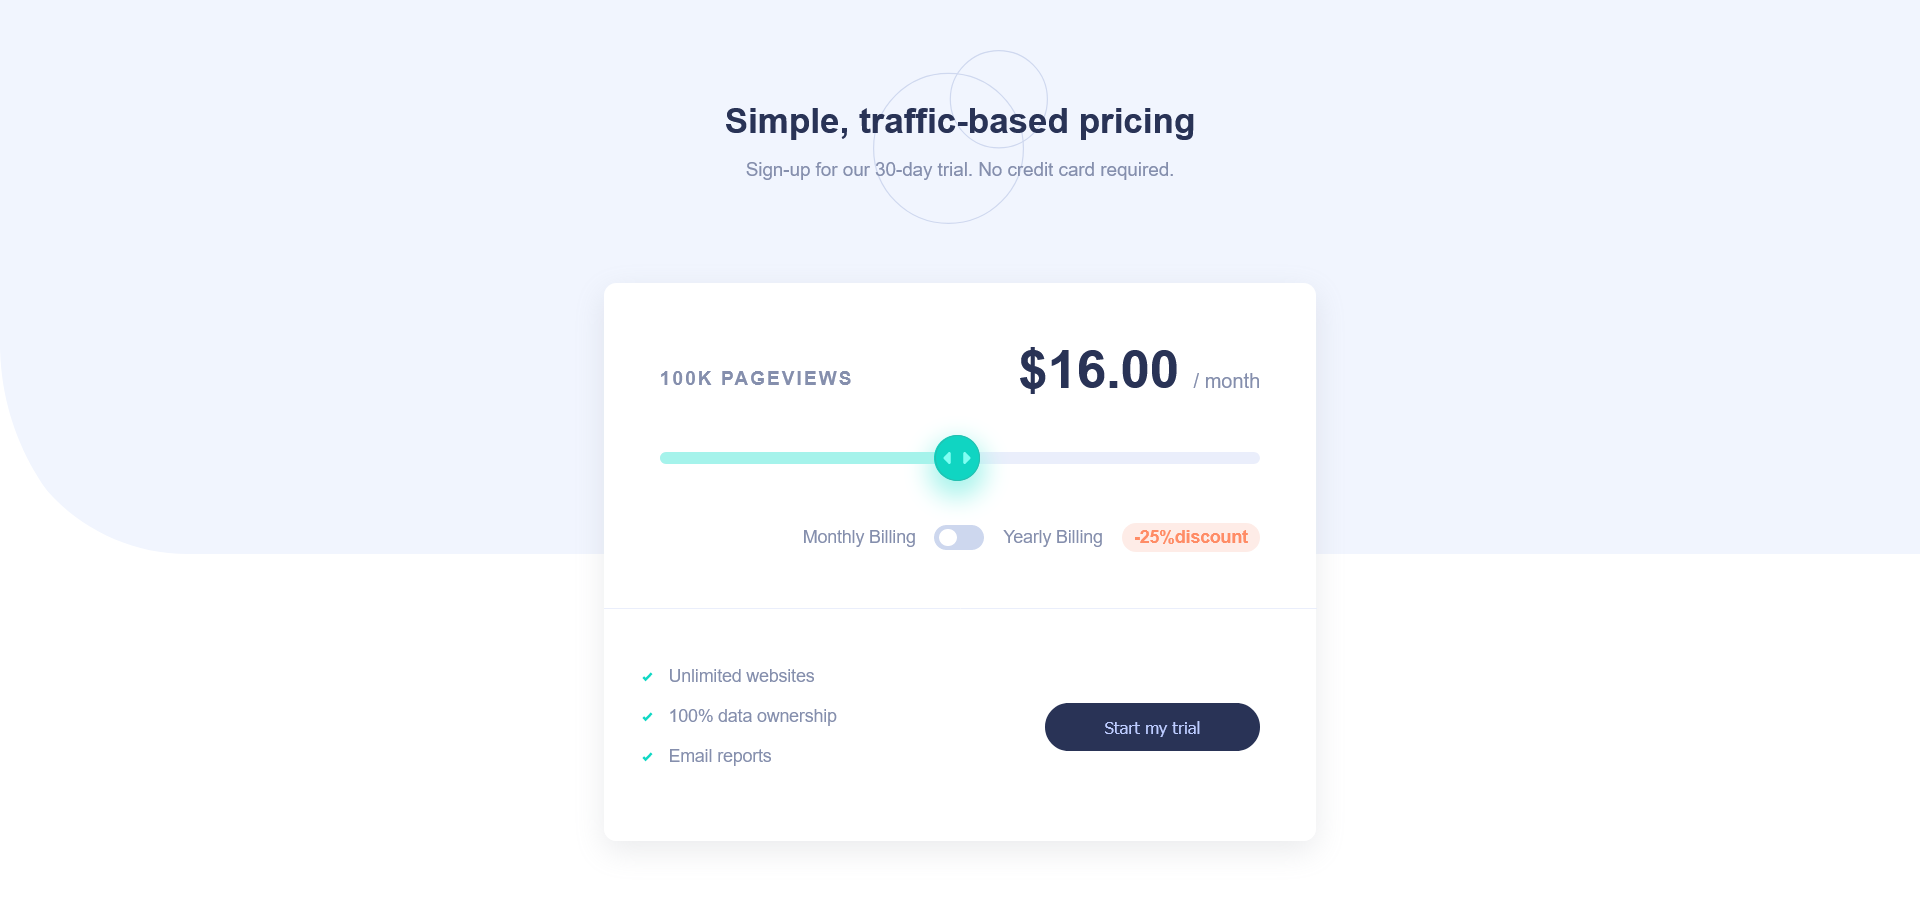 Simple, traffic-based pricing
Sign-up for our 30-day trial. No credit card required.
100K PAGEVIEWS
$16.00 / month
Monthly Billing Yearly Billing -25%discount
Unlimited websites
100% data ownership
Email reports
Start my trial